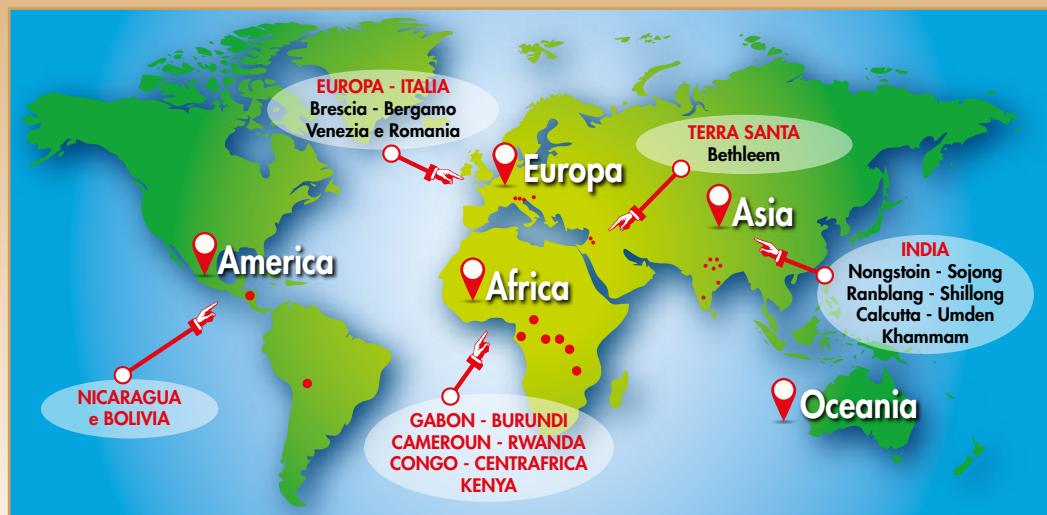 EUROPA - ITALIA
Brescia - Bergamo
Venezia e Romania
TERRA SANTA
Bethleem
Europa
Asia
America
Africa
INDIA
Nongstoin - Sojong
Ranblang - Shillong
Calcutta - Umden
Khammam
NICARAGUA
e BOLIVIA
Oceania
GABON - BURUNDI
CAMEROUN - RWANDA
CONGO - CENTRAFRICA
KENYA